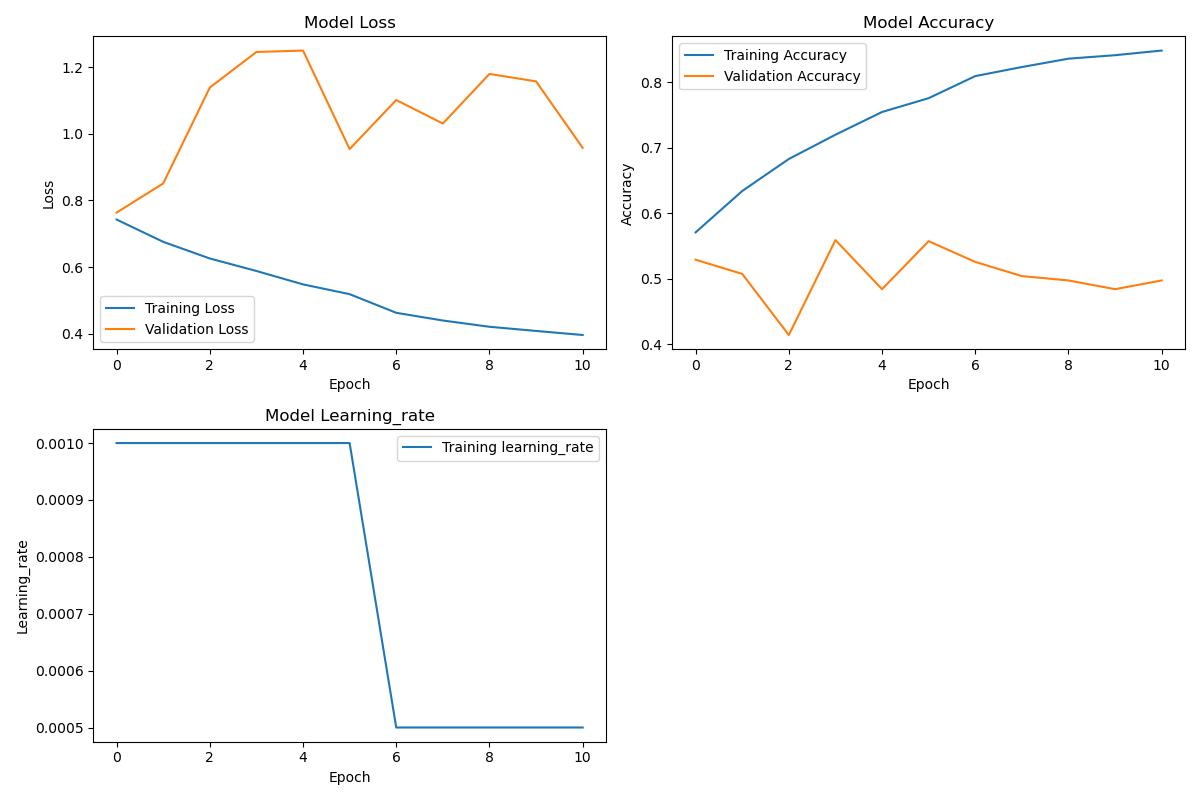 Model Loss
1.2
1.0
0.8
0.6
0.4
Loss
Training Loss
Validation Loss
0 2 4 6 8 10
Epoch
Model Accuracy
Training Accuracy
Validation Accuracy
0.8
0.7
0.6
0.5
0.4
Accuracy
0 2 4 6 8 10
Epoch
Model Learning_rate
Training learning_rate
0.0010
0.0009
0.0008
0.0007
0.0006
0.0005
Learning_rate
0 2 4 6 8 10
Epoch